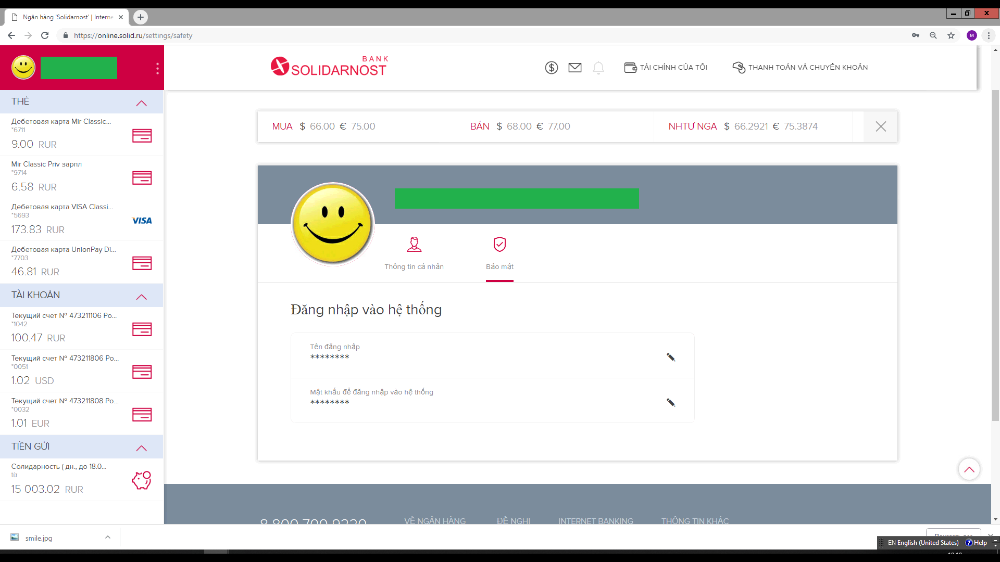 Ngân hàng 'Solidarnost' | Interne
https://online.solid.ru/settings/safety
M
BANK
SOLIDARNOST
$
TÀI CHÍNH CỦA TÔI
THANH TOÁN VÀ CHUYỂN KHOẢN
THẺ
Дебетовая карта Mir Classic...
*6711
9.00 RUR
Mir Classic Priv зарпл
*9714
6.58 RUR
Дебетовая карта VISA Classi...
*5693
173.83 RUR
VISA
Дебетовая карта UnionPay Di...
*7703
46.81 RUR
TÀI KHOẢN
Текущий счет № 473211106 Ро...
*1042
100.47 RUR
Текущий счет № 473211806 Ро...
*0051
1.02 USD
Текущий счет № 473211808 Ро...
*0032
1.01 EUR
TIỀN GỬI
Солидарность ( дн., до 18.0...
từ
15 003.02 RUR
MUA $ 66.00 € 75.00
BÁN $ 68.00 € 77.00
NHTƯ NGA $ 66.2921 € 75.3874
Thông tin cá nhân
Bảo mật
Đăng nhập vào hệ thống
Tên đăng nhập
********
Mật khẩu để đăng nhập vào hệ thống
********
8 800 700 9220
VỀ NGÂN HÀNG
ĐỀ NGHỊ
INTERNET BANKING
THÔNG TIN KHÁC
smile.jpg
EN English (United States)
? Help